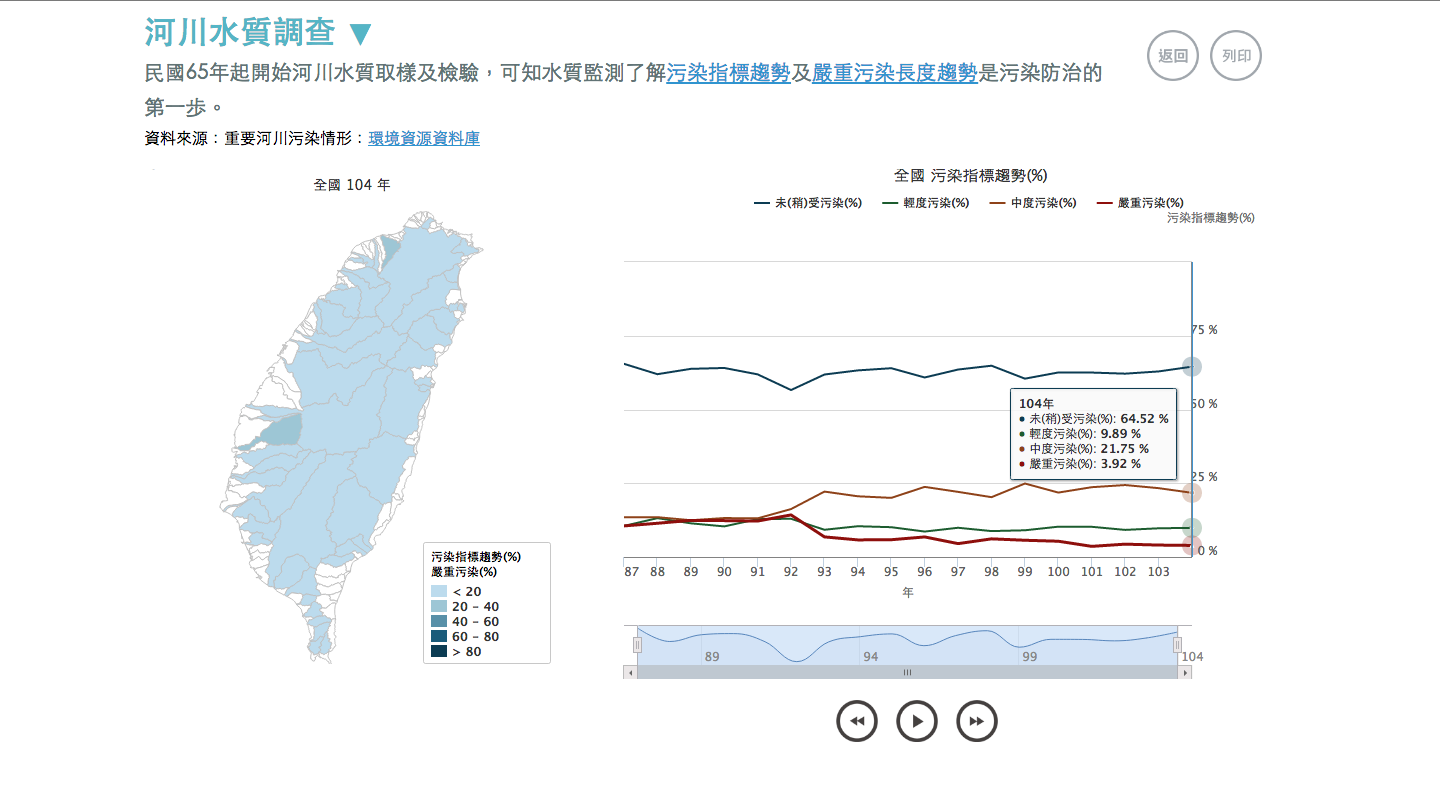 河川水質調查 ▼
返回
列印
民國65年起開始河川水質取樣及檢驗，可知水質監測了解污染指標趨勢及嚴重污染長度趨勢是污染防治的
第一步。
資料來源：重要河川污染情形：環境資源資料庫
全國 104 年
污染指標趨勢(%)
嚴重污染(%)
< 20
20 – 40
40 – 60
60 – 80
> 80
全國 污染指標趨勢(%)
未(稍)受污染(%) 輕度污染(%) 中度污染(%) 嚴重污染(%)
污染指標趨勢(%)
75 %
50 %
25 %
0 %
104年
● 未(稍)受污染(%): 64.52 %
● 輕度污染(%): 9.89 %
● 中度污染(%): 21.75 %
● 嚴重污染(%): 3.92 %
87 88 89 90 91 92 93 94 95 96 97 98 99 100 101 102 103
年
89 94 99 104